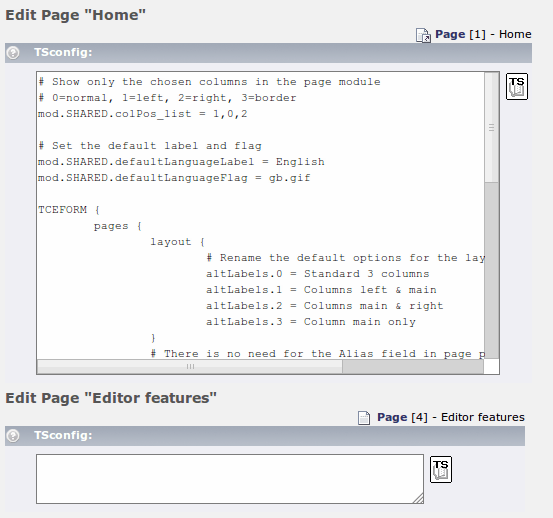 Edit Page "Home"
Page [1] - Home
TSconfig:
TS
# Show only the chosen columns in the page module
# 0=normal, 1=left, 2=right, 3=border
mod.SHARED.colPos_list = 1,0,2
# Set the default label and flag
mod.SHARED.defaultLanguageLabel = English
mod.SHARED.defaultLanguageFlag = gb.gif
TCEFORM {
pages {
layout {
# Rename the default options for the lay
altLabels.0 = Standard 3 columns
altLabels.1 = Columns left & main
altLabels.2 = Columns main & right
altLabels.3 = Column main only
}
# There is no need for the Alias field in page p
Edit Page "Editor features"
Page [4] - Editor features
TSconfig:
TS